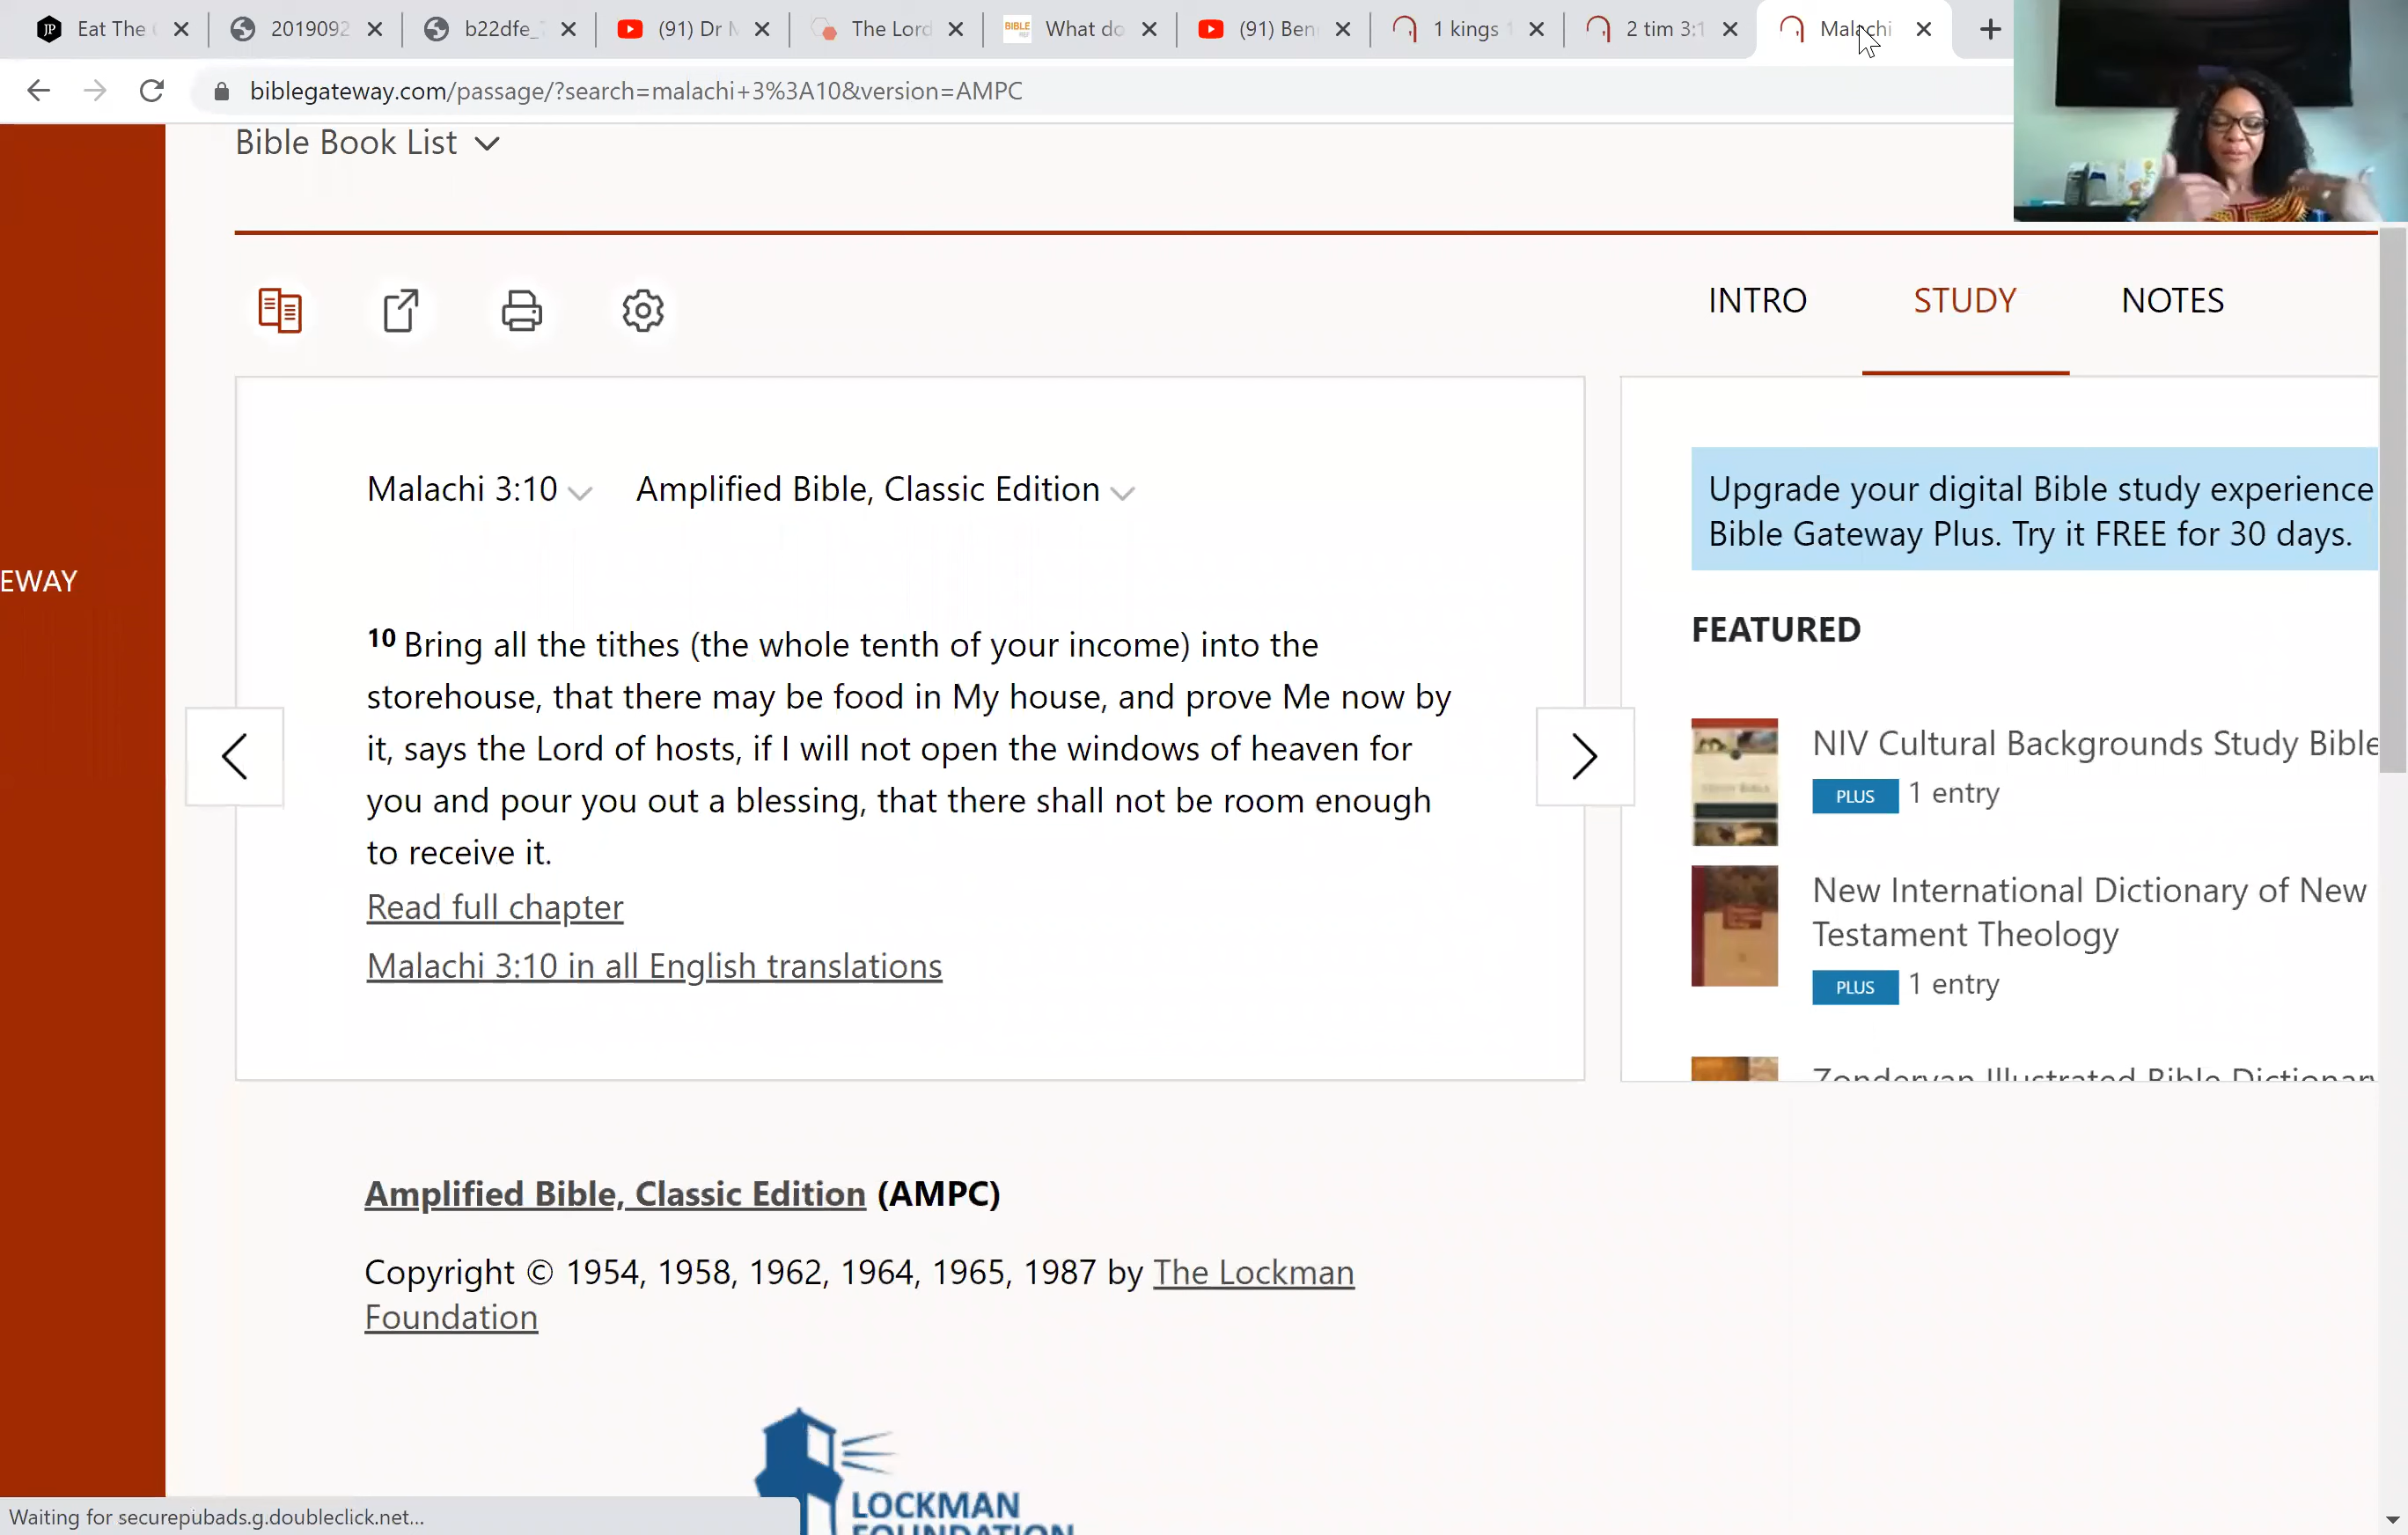 JP Eat The
2019092
b22dfe_
(91) Dr
The Lord
BIBLE What do
(91) Ben
1 kings
2 tim 3:1
Malachi
biblegateway.com/passage/?search=malachi+3%3A10&version=AMPC
Bible Book List
INTRO STUDY NOTES
EWAY
Malachi 3:10 Amplified Bible, Classic Edition
10 Bring all the tithes (the whole tenth of your income) into the
storehouse, that there may be food in My house, and prove Me now by
it, says the Lord of hosts, if I will not open the windows of heaven for
you and pour you out a blessing, that there shall not be room enough
to receive it.
Read full chapter
Malachi 3:10 in all English translations
Upgrade your digital Bible study experience
Bible Gateway Plus. Try it FREE for 30 days.
FEATURED
NIV Cultural Backgrounds Study Bible
PLUS 1 entry
New International Dictionary of New
Testament Theology
PLUS 1 entry
Zondervan Illustrated Bible Dictionary
Amplified Bible, Classic Edition (AMPC)
Copyright © 1954, 1958, 1962, 1964, 1965, 1987 by The Lockman
Foundation
LOCKMAN
FOUNDATION
Waiting for securepubads.g.doubleclick.net...